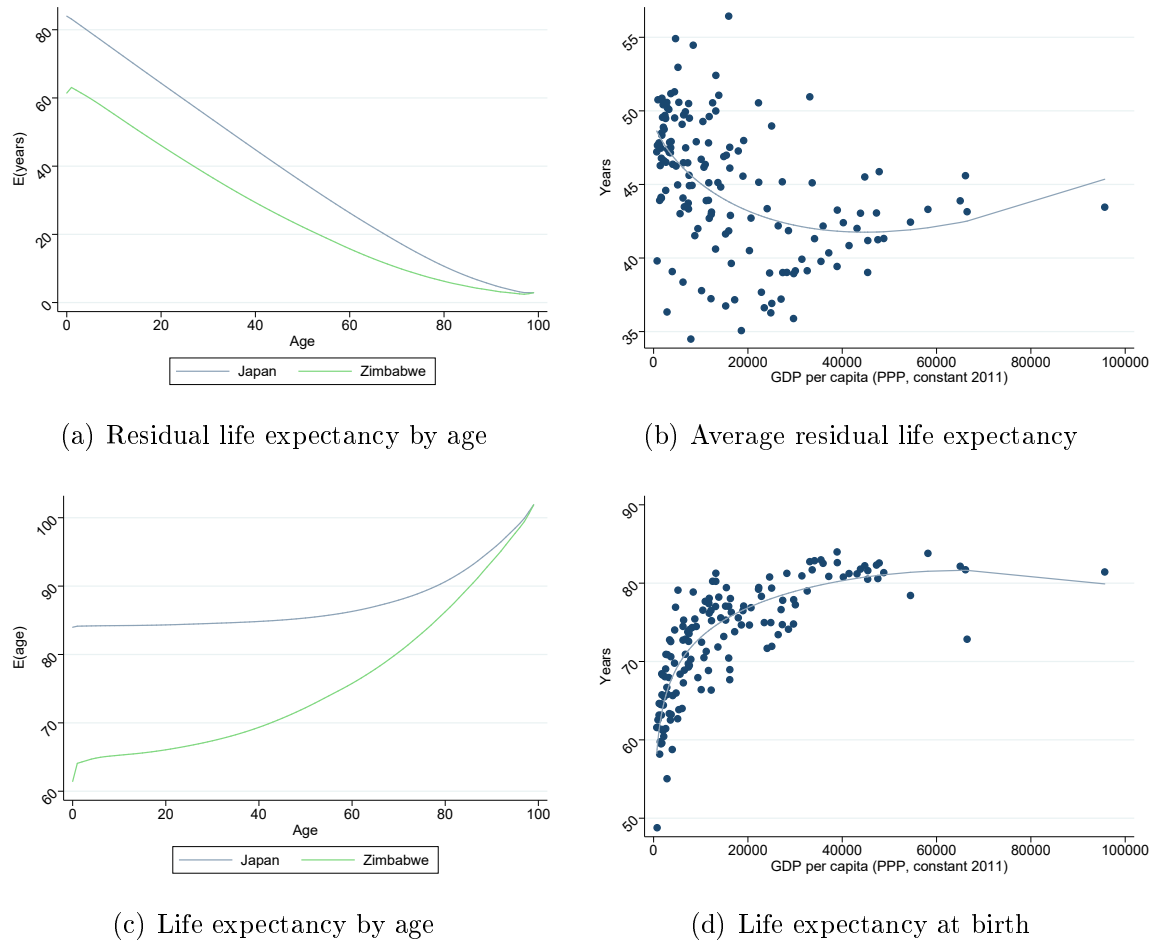 E(years)
80
60
40
20
0
0 20 40 60 80 100
Age
Japan Zimbabwe
(a) Residual life expectancy by age
Years
55
50
45
40
35
0 20000 40000 60000 80000 100000
GDP per capita (PPP, constant 2011)
(b) Average residual life expectancy
E(age)
100
90
80
70
60
0 20 40 60 80 100
Age
Japan Zimbabwe
(c) Life expectancy by age
Years
90
80
70
60
50
0 20000 40000 60000 80000 100000
GDP per capita (PPP, constant 2011)
(d) Life expectancy at birth